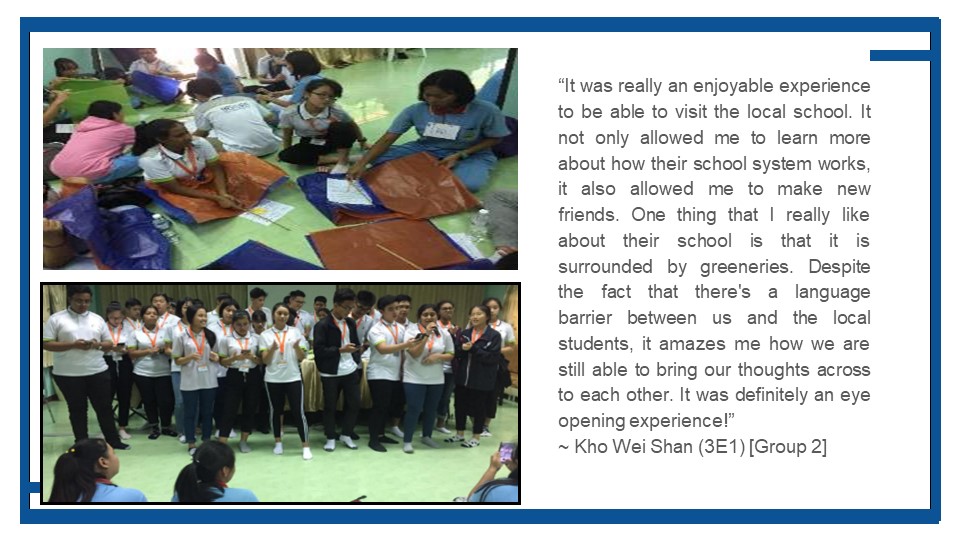 “It was really an enjoyable experience
to be able to visit the local school. It
not only allowed me to learn more
about how their school system works,
it also allowed me to make new
friends. One thing that I really like
about their school is that it is
surrounded by greeneries. Despite
the fact that there's a language
barrier between us and the local
students, it amazes me how we are
still able to bring our thoughts across
to each other. It was definitely an eye
opening experience!”
~ Kho Wei Shan (3E1) [Group 2]